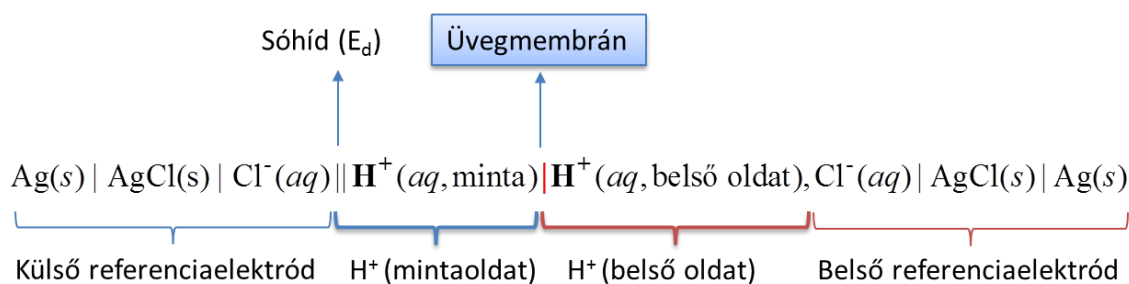 Sóhíd (Ed)
Üvegmembrán
Ag(s) | AgCl(s) | Cl⁻(aq) || H⁺(aq, minta) | H⁺(aq, belső oldat), Cl⁻(aq) | AgCl(s) | Ag(s)
Külső referenciaelektród H⁺ (mintaoldat) H⁺ (belső oldat) Belső referenciaelektród